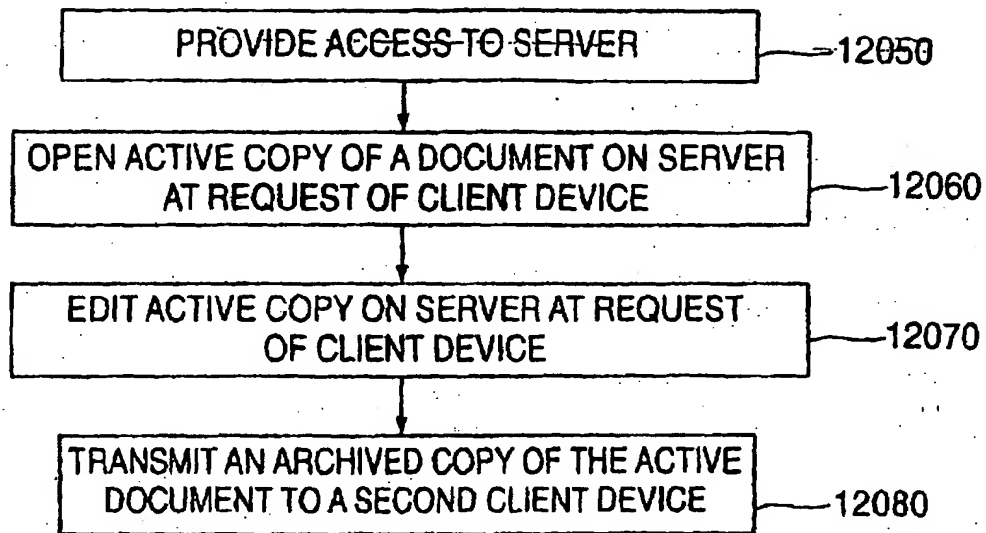 PROVIDE ACCESS TO SERVER
12050
OPEN ACTIVE COPY OF A DOCUMENT ON SERVER
AT REQUEST OF CLIENT DEVICE
12060
EDIT ACTIVE COPY ON SERVER AT REQUEST
OF CLIENT DEVICE
12070
TRANSMIT AN ARCHIVED COPY OF THE ACTIVE
DOCUMENT TO A SECOND CLIENT DEVICE
12080